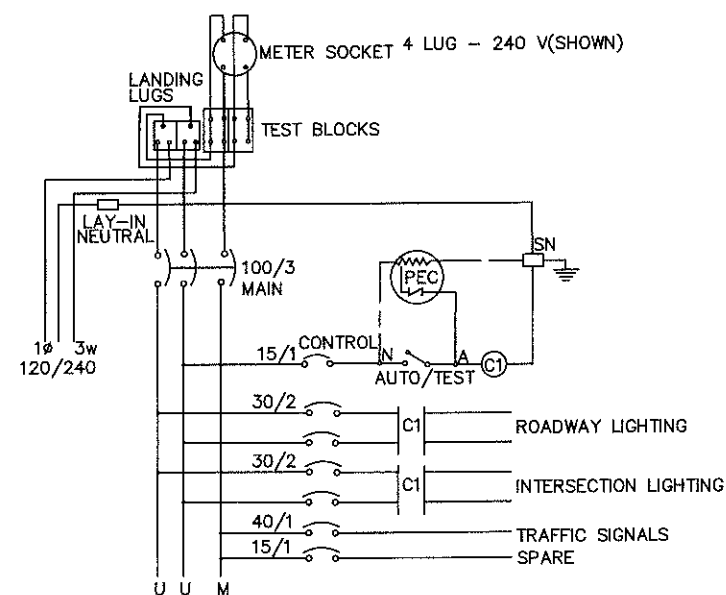 METER SOCKET 4 LUG - 240 V(SHOWN)
LANDING
LUGS
TEST BLOCKS
LAY-IN
NEUTRAL
SN
100/3
MAIN
PEC
1ø 3w
120/240
15/1 CONTROL N A C1
AUTO/TEST
30/2
C1 ROADWAY LIGHTING
30/2
C1 INTERSECTION LIGHTING
40/1 TRAFFIC SIGNALS
15/1 SPARE
U U M